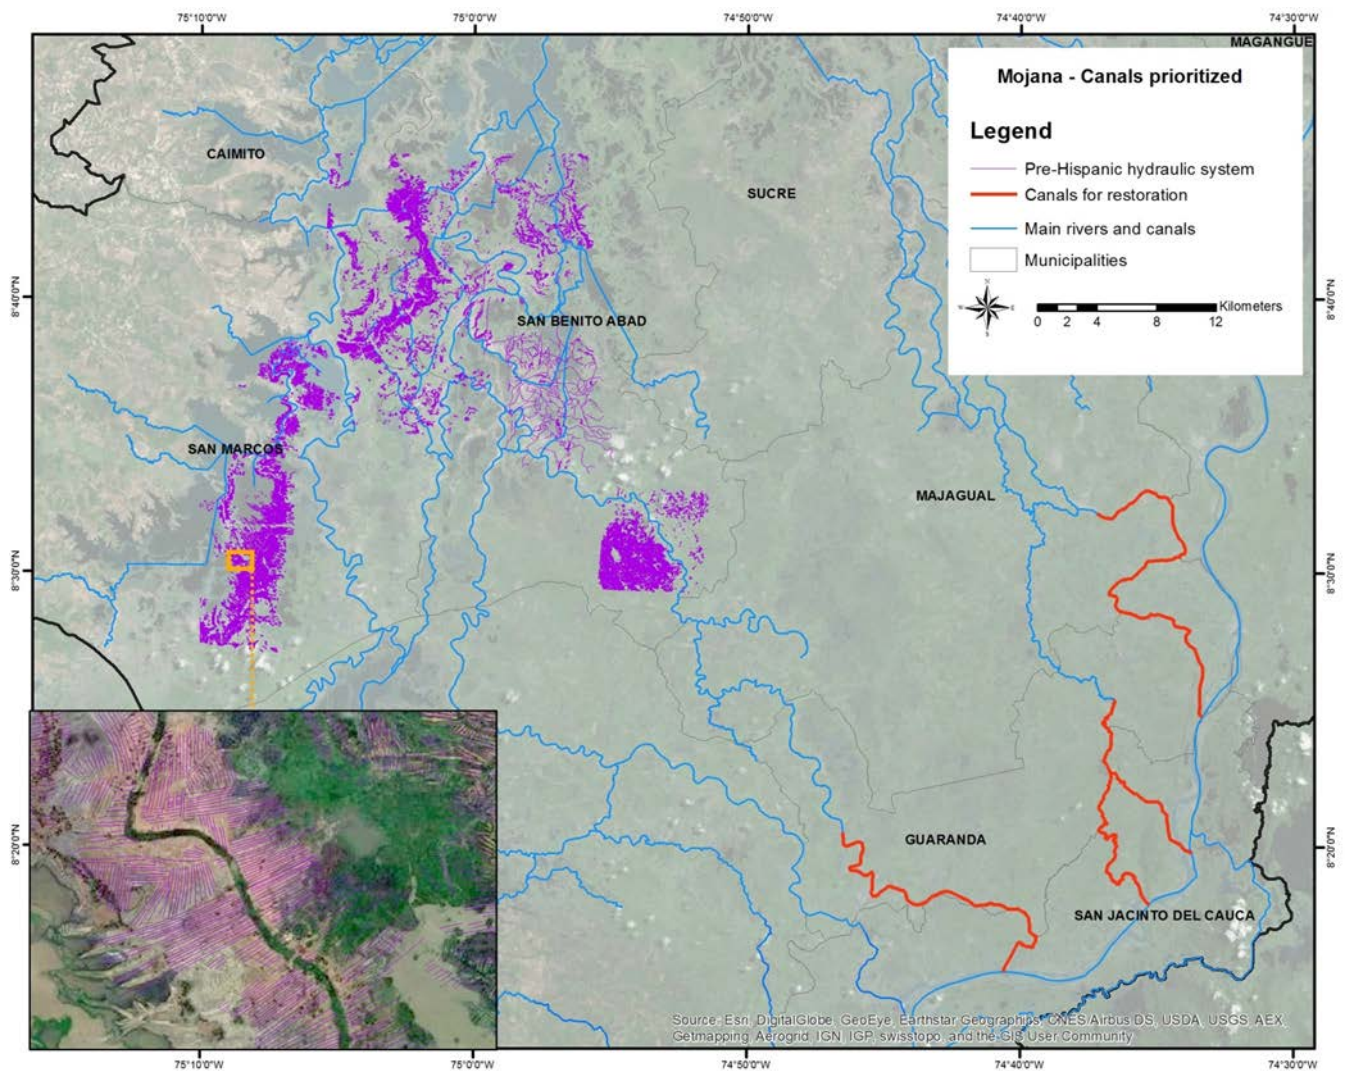 75°10'0"W 75°0'0"W 74°50'0"W 74°40'0"W 74°30'0"W
MAGANGUE
Mojana - Canals prioritized
Legend
Pre-Hispanic hydraulic system
Canals for restoration
Main rivers and canals
Municipalities
N
W E
S
Kilometers
0 2 4 8 12
CAIMITO
SUCRE
8°40'0"N 8°40'0"N
SAN BENITO ABAD
SAN MARCOS
MAJAGUAL
8°30'0"N 8°30'0"N
GUARANDA
8°20'0"N 8°20'0"N
SAN JACINTO DEL CAUCA
Source: Esri, DigitalGlobe, GeoEye, Earthstar Geographics, CNES/Airbus DS, USDA, USGS, AEX,
Getmapping, Aerogrid, IGN, IGP, swisstopo, and the GIS User Community
75°10'0"W 75°0'0"W 74°50'0"W 74°40'0"W 74°30'0"W